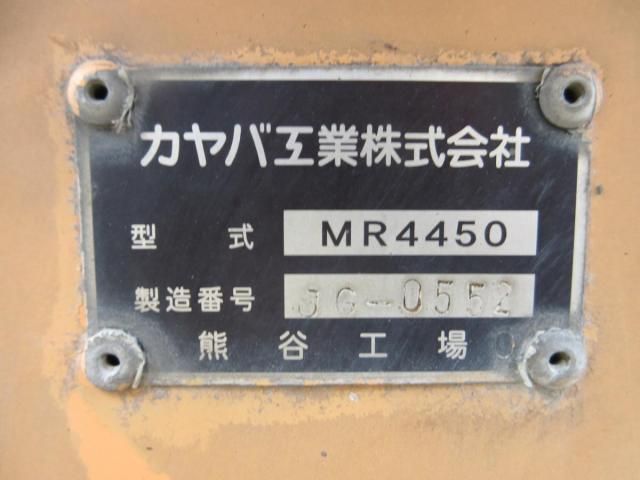 カヤバ工業株式会社
型式 MR4450
製造番号 JG-0552
熊谷工場